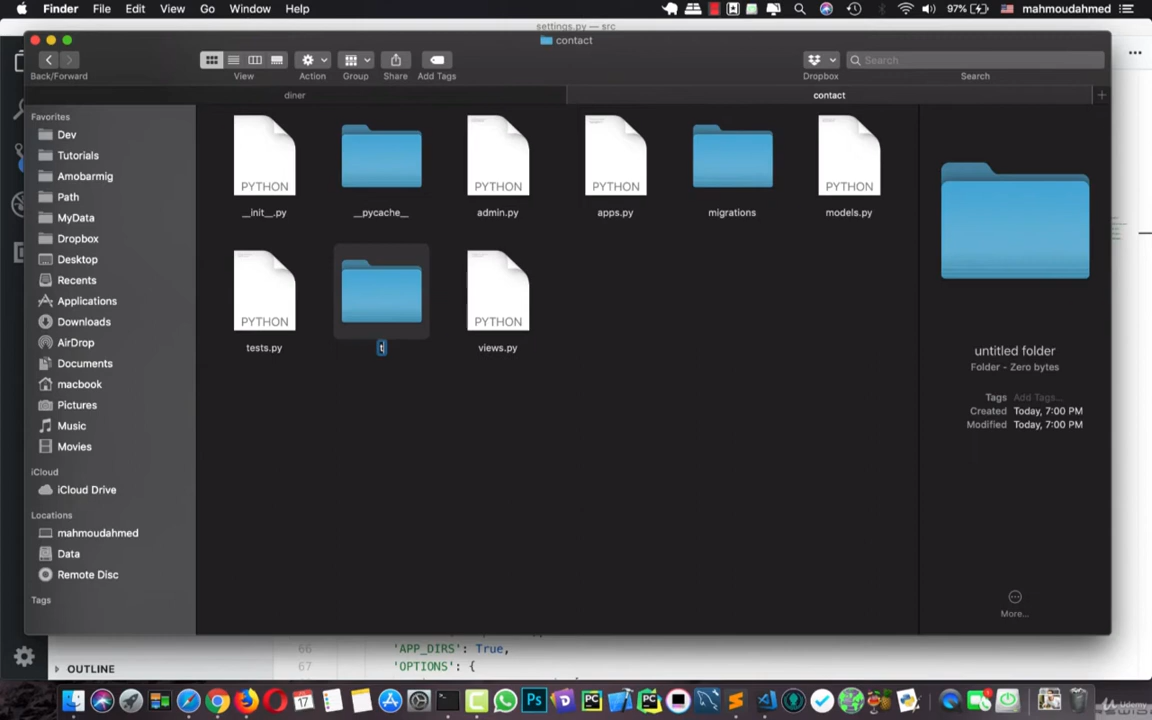 Finder File Edit View Go Window Help 97% mahmoudahmed
settings.py — src
contact
Back/Forward View Action Group Share Add Tags Dropbox Search
Search
diner contact
Favorites
Dev
Tutorials
Amobarmig
Path
MyData
Dropbox
Desktop
Recents
Applications
Downloads
AirDrop
Documents
macbook
Pictures
Music
Movies
iCloud
iCloud Drive
Locations
mahmoudahmed
Data
Remote Disc
Tags
PYTHON PYTHON PYTHON PYTHON
__init__.py __pycache__ admin.py apps.py migrations models.py
PYTHON PYTHON
tests.py t views.py
untitled folder
Folder - Zero bytes
Tags Add Tags...
Created Today, 7:00 PM
Modified Today, 7:00 PM
More...
66 'APP_DIRS': True,
67 'OPTIONS': {
OUTLINE
17
Ps
PC PC
Udemy